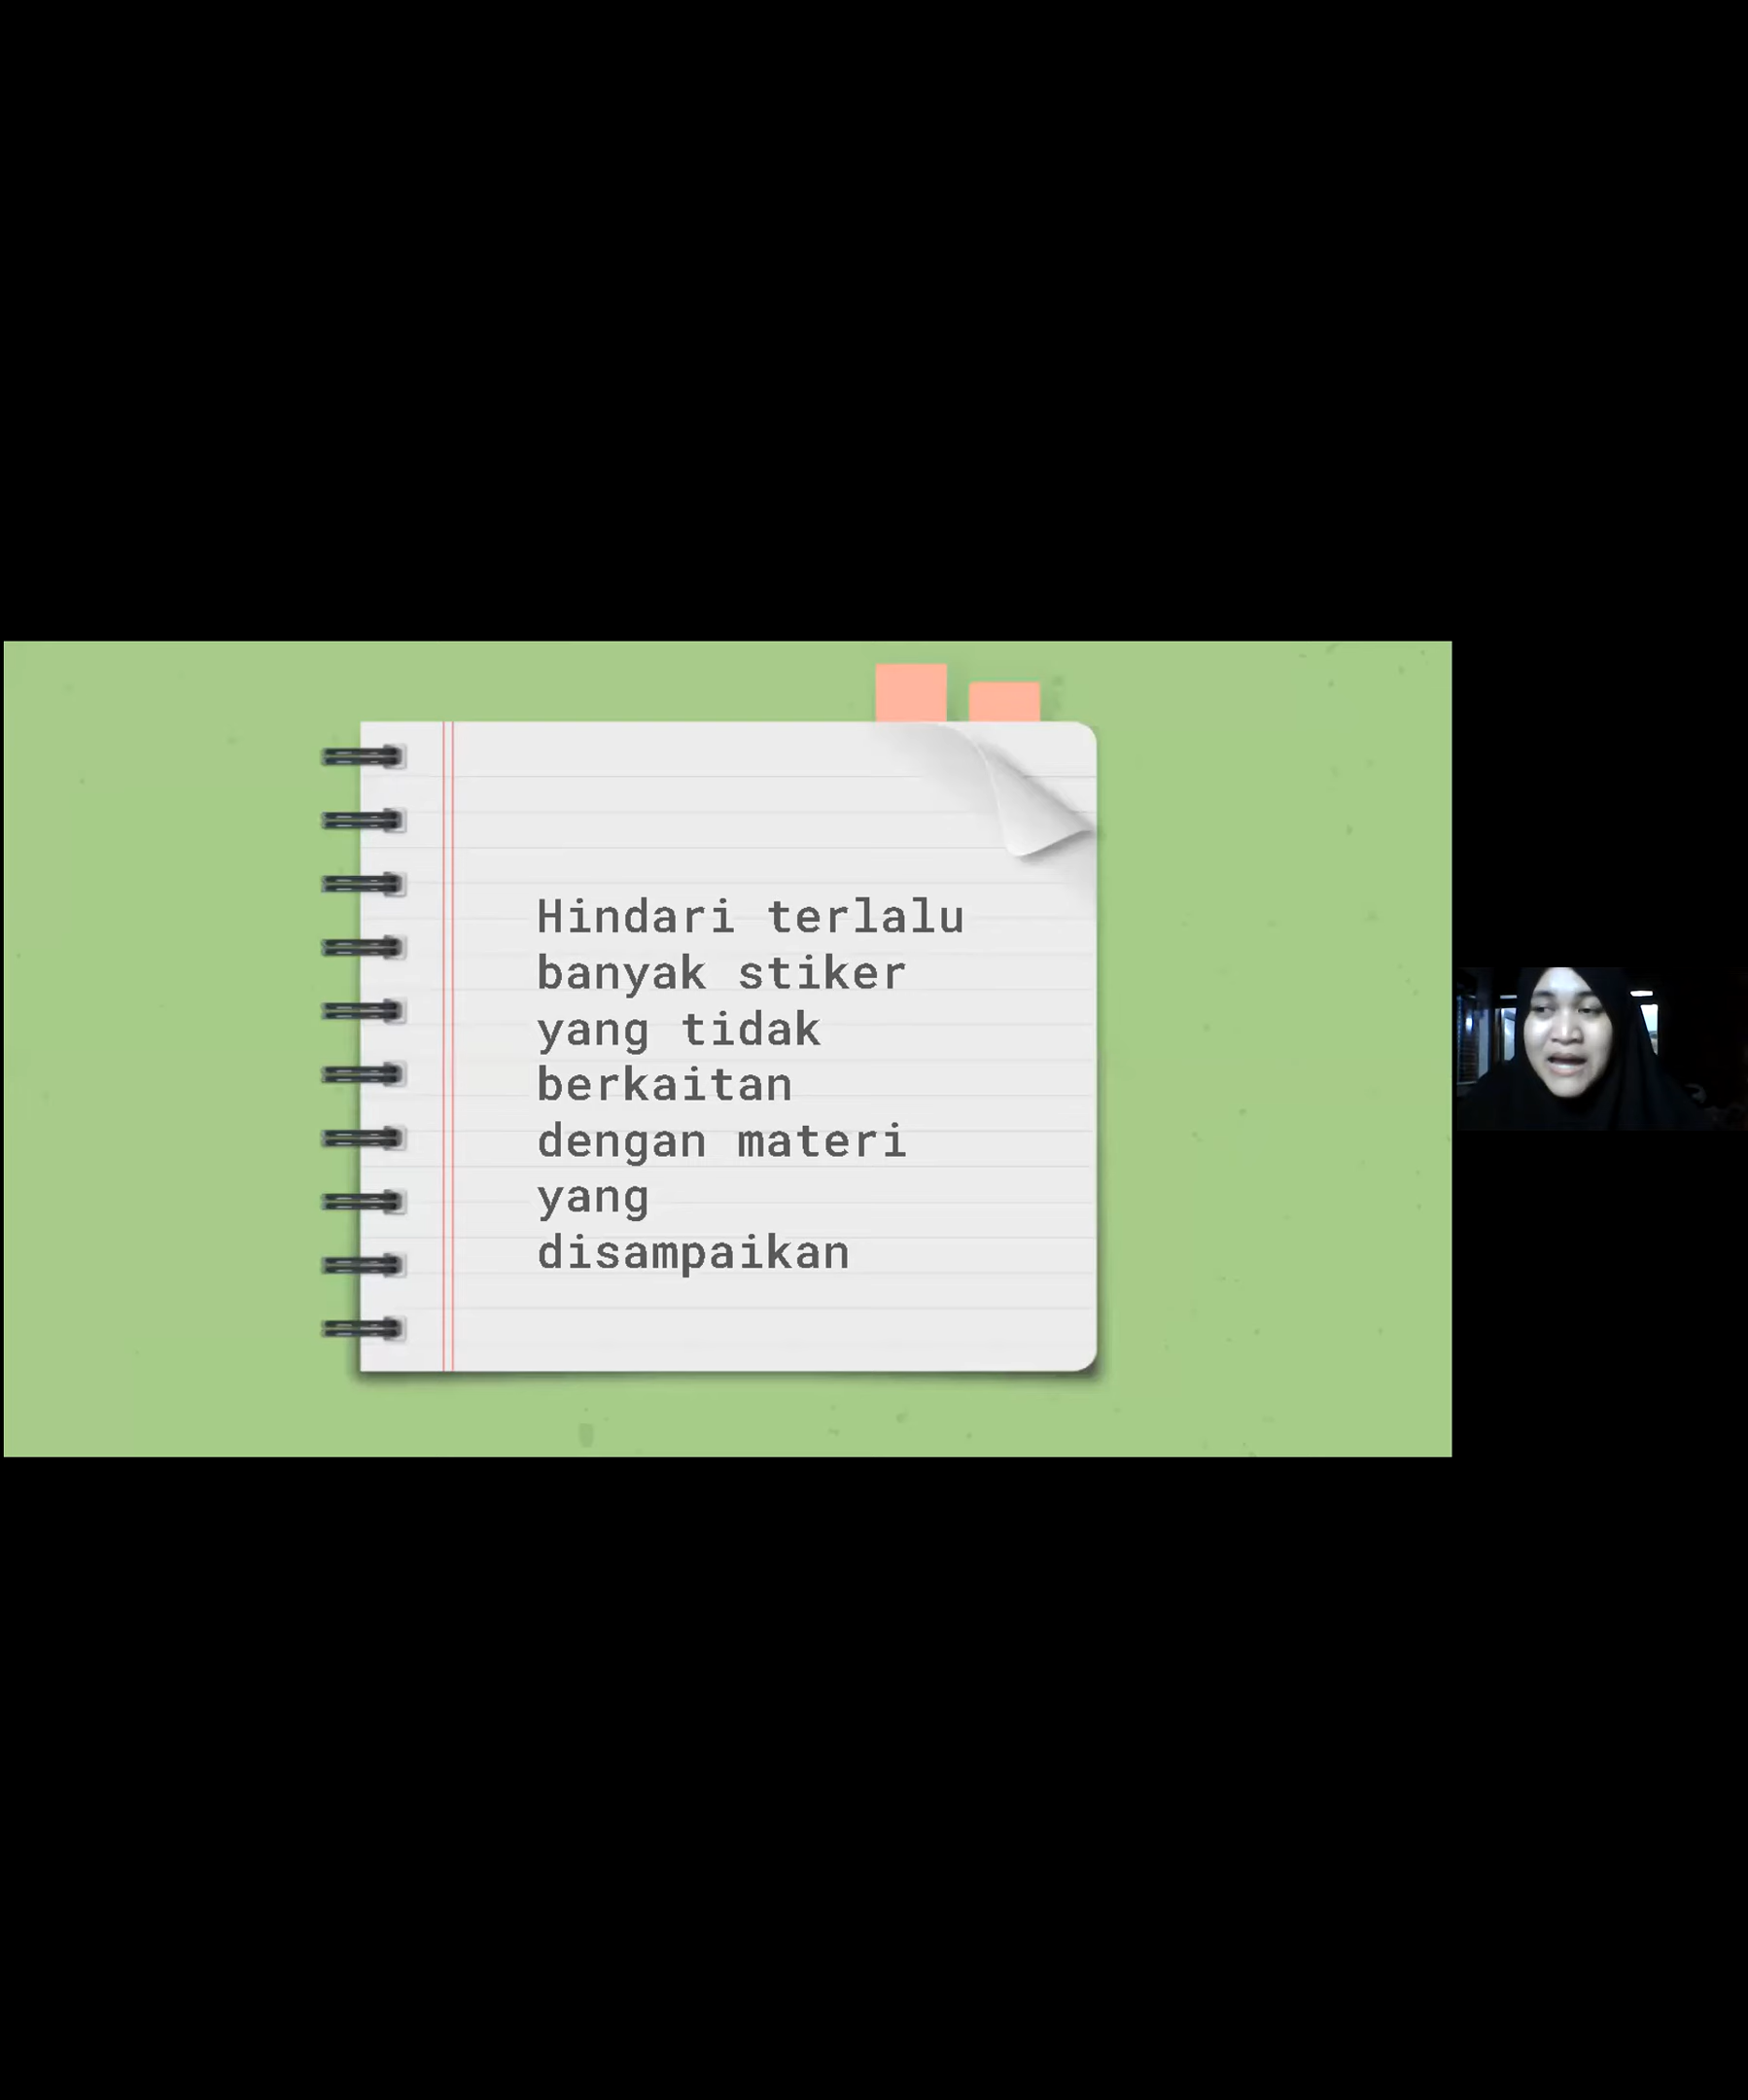 Hindari terlalu
banyak stiker
yang tidak
berkaitan
dengan materi
yang
disampaikan